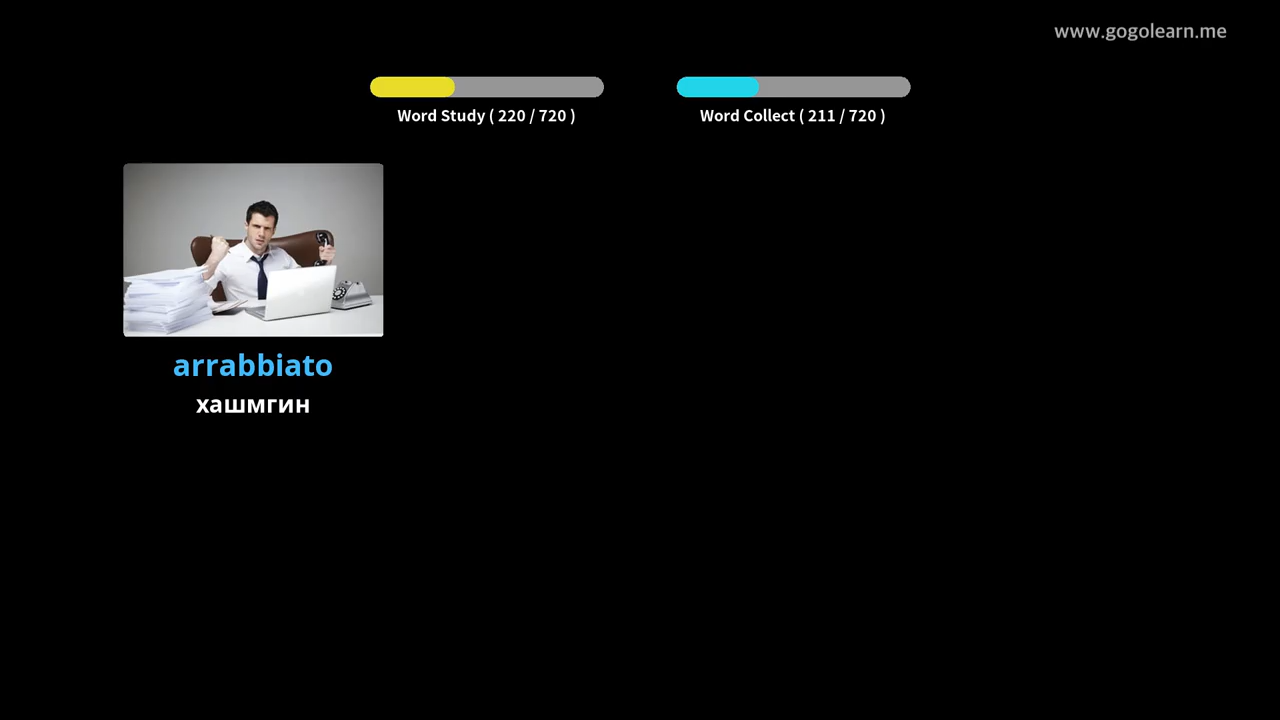 www.gogolearn.me
Word Study ( 220 / 720 )
Word Collect ( 211 / 720 )
arrabbiato
хашмгин